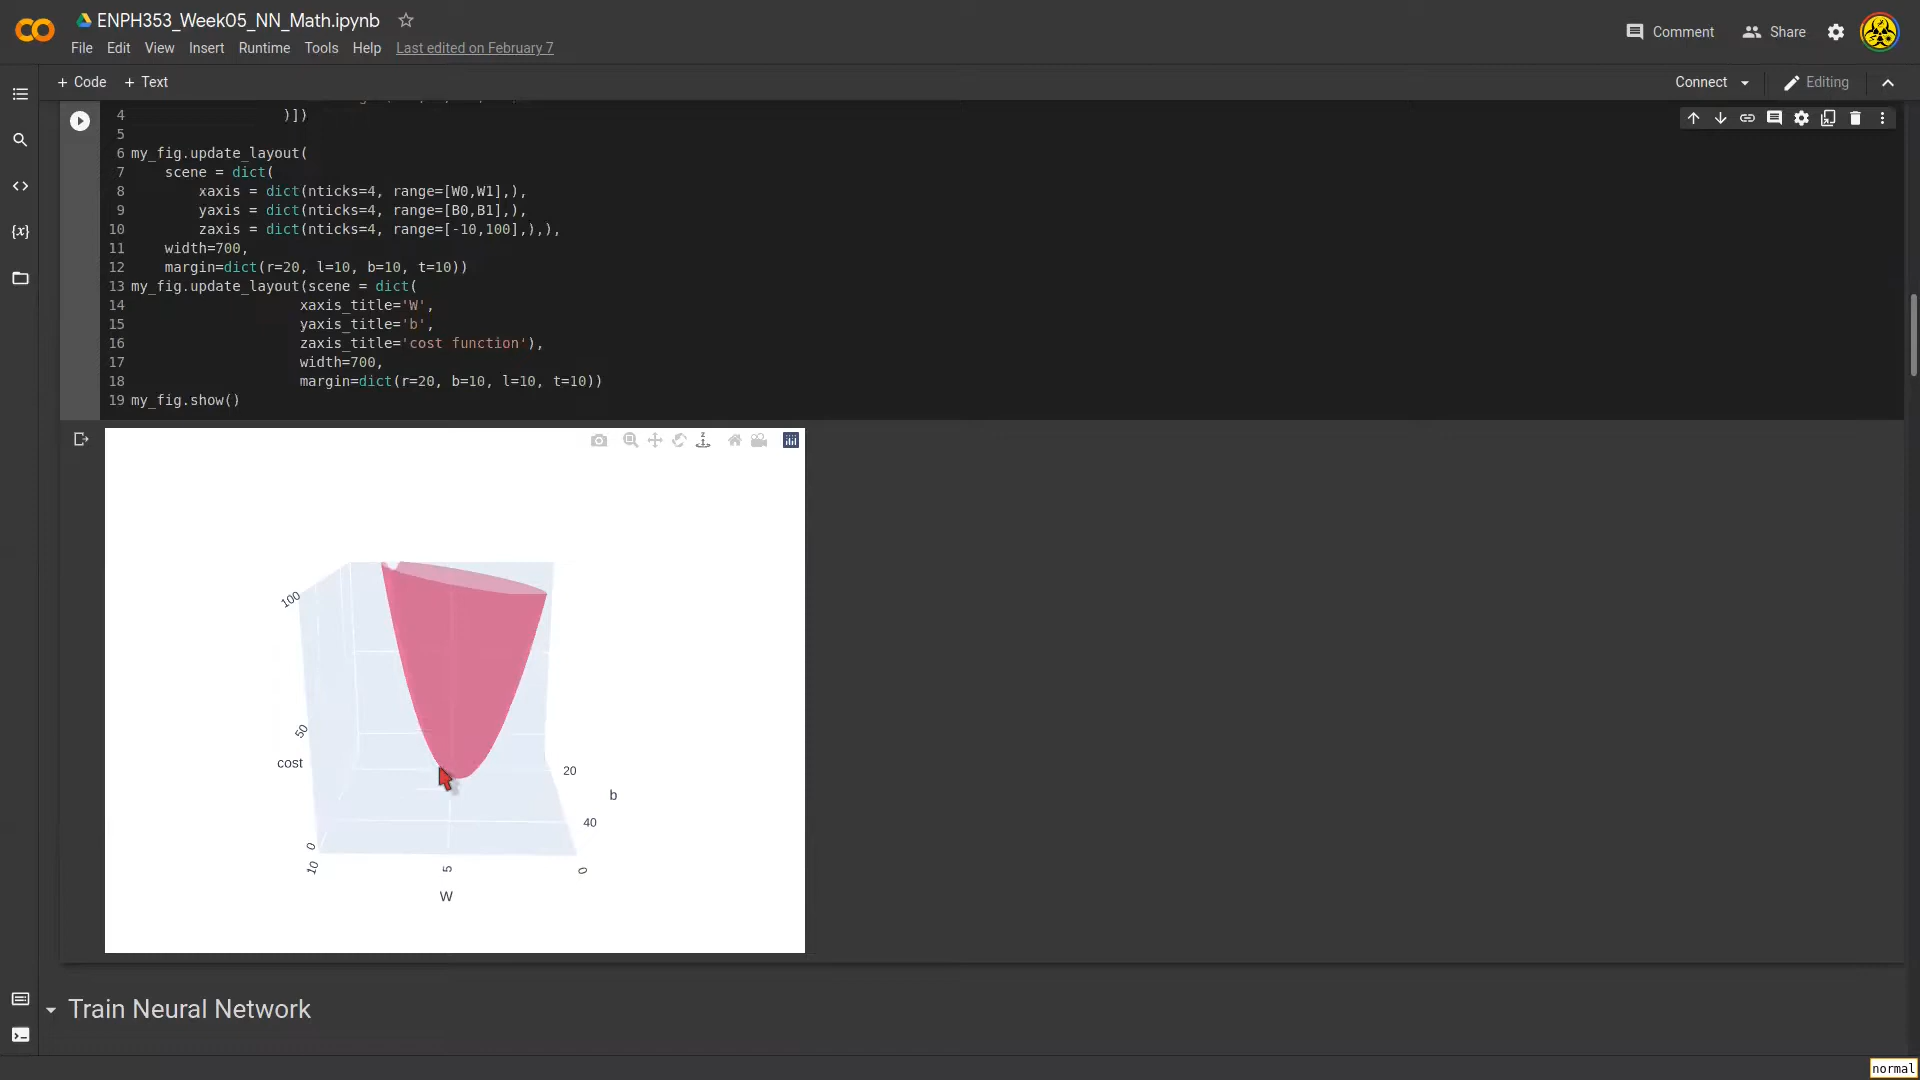 ENPH353_Week05_NN_Math.ipynb
File Edit View Insert Runtime Tools Help Last edited on February 7
Comment Share
+ Code + Text
Connect Editing
4 )])
5
6 my_fig.update_layout(
7 scene = dict(
8 xaxis = dict(nticks=4, range=[W0,W1],),
9 yaxis = dict(nticks=4, range=[B0,B1],),
10 zaxis = dict(nticks=4, range=[-10,100],),),
11 width=700,
12 margin=dict(r=20, l=10, b=10, t=10))
13 my_fig.update_layout(scene = dict(
14 xaxis_title='W',
15 yaxis_title='b',
16 zaxis_title='cost function'),
17 width=700,
18 margin=dict(r=20, b=10, l=10, t=10))
19 my_fig.show()
100
50
cost
0
10
5
0
W
20
b
40
Train Neural Network
normal